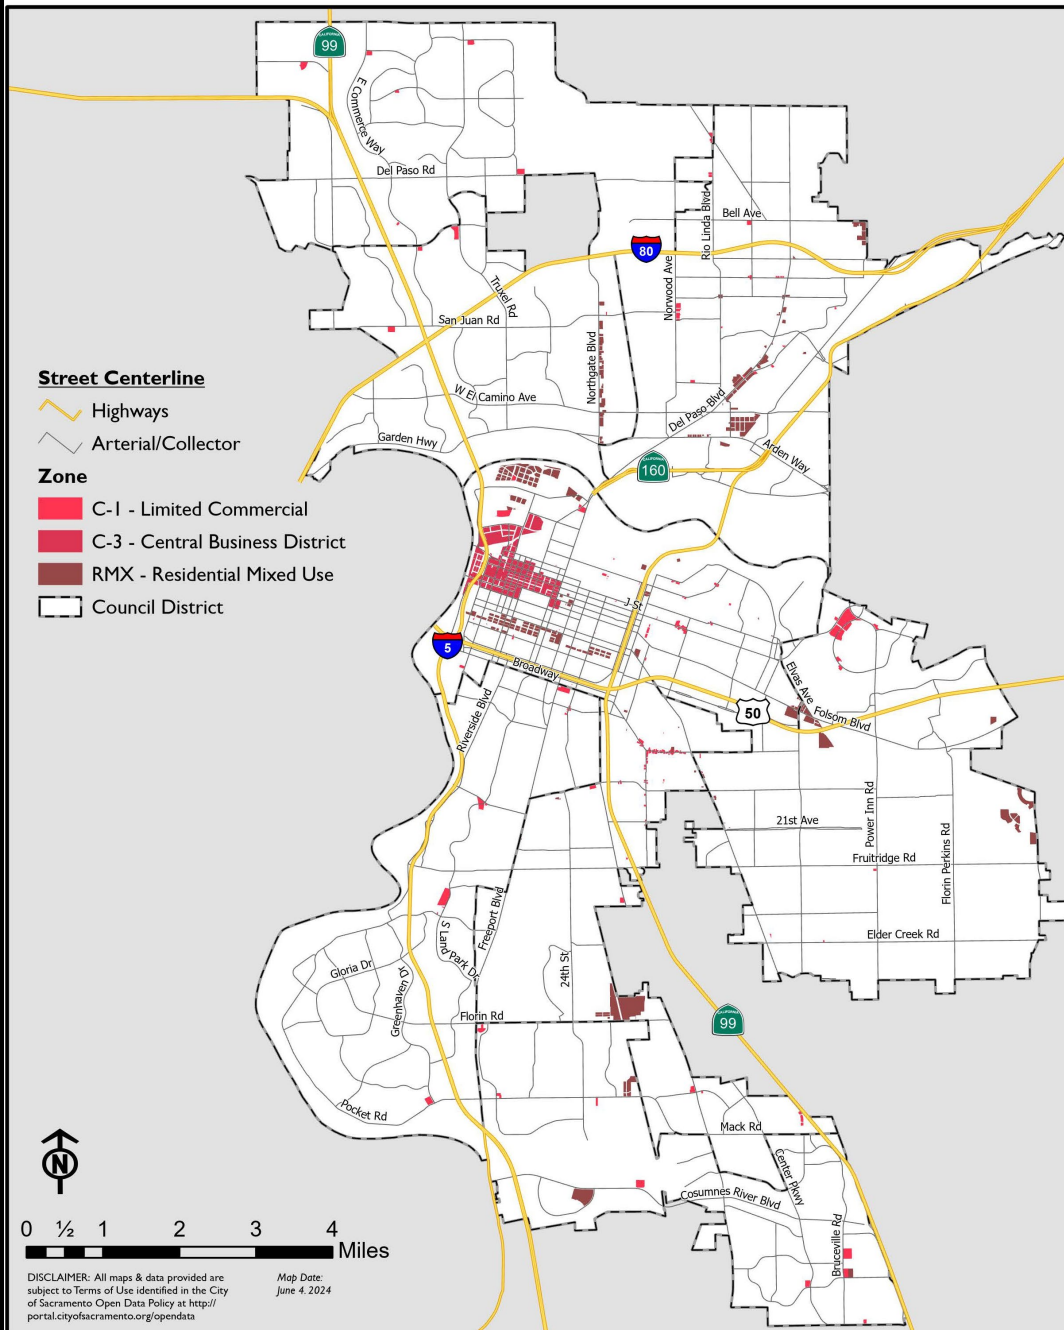 CALIFORNIA
99
E Commerce Way
Del Paso Rd
Bell Ave
Rio Linda Blvd
80
Norwood Ave
Truxel Rd
San Juan Rd
Northgate Blvd
W El Camino Ave
Del Paso Blvd
Garden Hwy
Arden Way
CALIFORNIA
160
Street Centerline
Highways
Arterial/Collector
Zone
C-1 - Limited Commercial
C-3 - Central Business District
RMX - Residential Mixed Use
Council District
J St
5
Broadway
Riverside Blvd
Elvas Ave
50
Folsom Blvd
Power Inn Rd
21st Ave
Fruitridge Rd
Florin Perkins Rd
Elder Creek Rd
Freeport Blvd
S Land Park Dr
Gloria Dr
Greenhaven Dr
24th St
Florin Rd
CALIFORNIA
99
Pocket Rd
Mack Rd
Center Pkwy
Cosumnes River Blvd
Bruceville Rd
N
0 ½ 1 2 3 4
Miles
DISCLAIMER: All maps & data provided are
subject to Terms of Use identified in the City
of Sacramento Open Data Policy at http://
portal.cityofsacramento.org/opendata
Map Date:
June 4, 2024